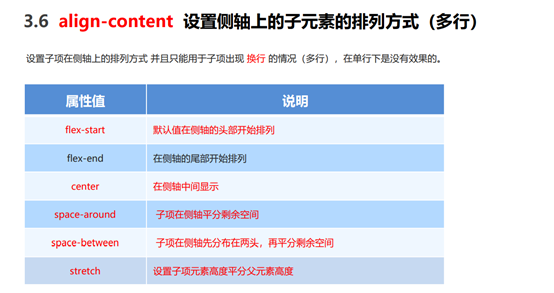 3.6 align-content 设置侧轴上的子元素的排列方式（多行）
设置子项在侧轴上的排列方式 并且只能用于子项出现 换行 的情况（多行），在单行下是没有效果的。
属性值 说明
flex-start 默认值在侧轴的头部开始排列
flex-end 在侧轴的尾部开始排列
center 在侧轴中间显示
space-around 子项在侧轴平分剩余空间
space-between 子项在侧轴先分布在两头，再平分剩余空间
stretch 设置子项元素高度平分父元素高度